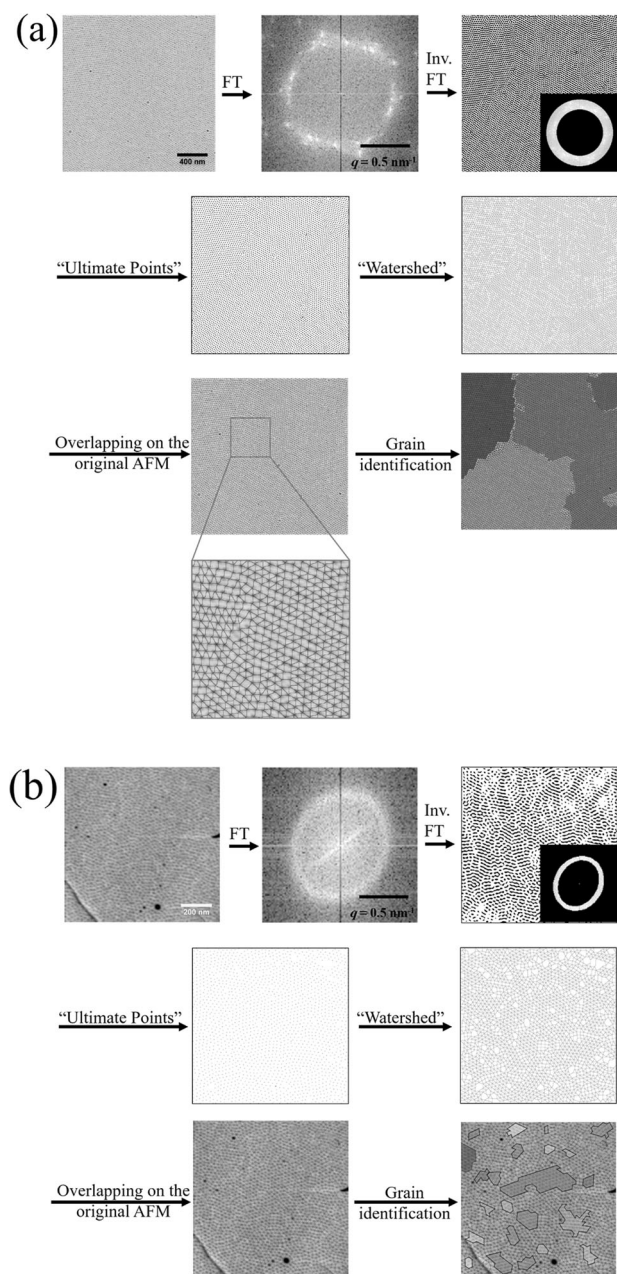 (a)
FT
Inv.
FT
400 nm
q = 0.5 nm⁻¹
“Ultimate Points”
“Watershed”
Overlapping on the
original AFM
Grain
identification
(b)
FT
Inv.
FT
200 nm
q = 0.5 nm⁻¹
“Ultimate Points”
“Watershed”
Overlapping on the
original AFM
Grain
identification